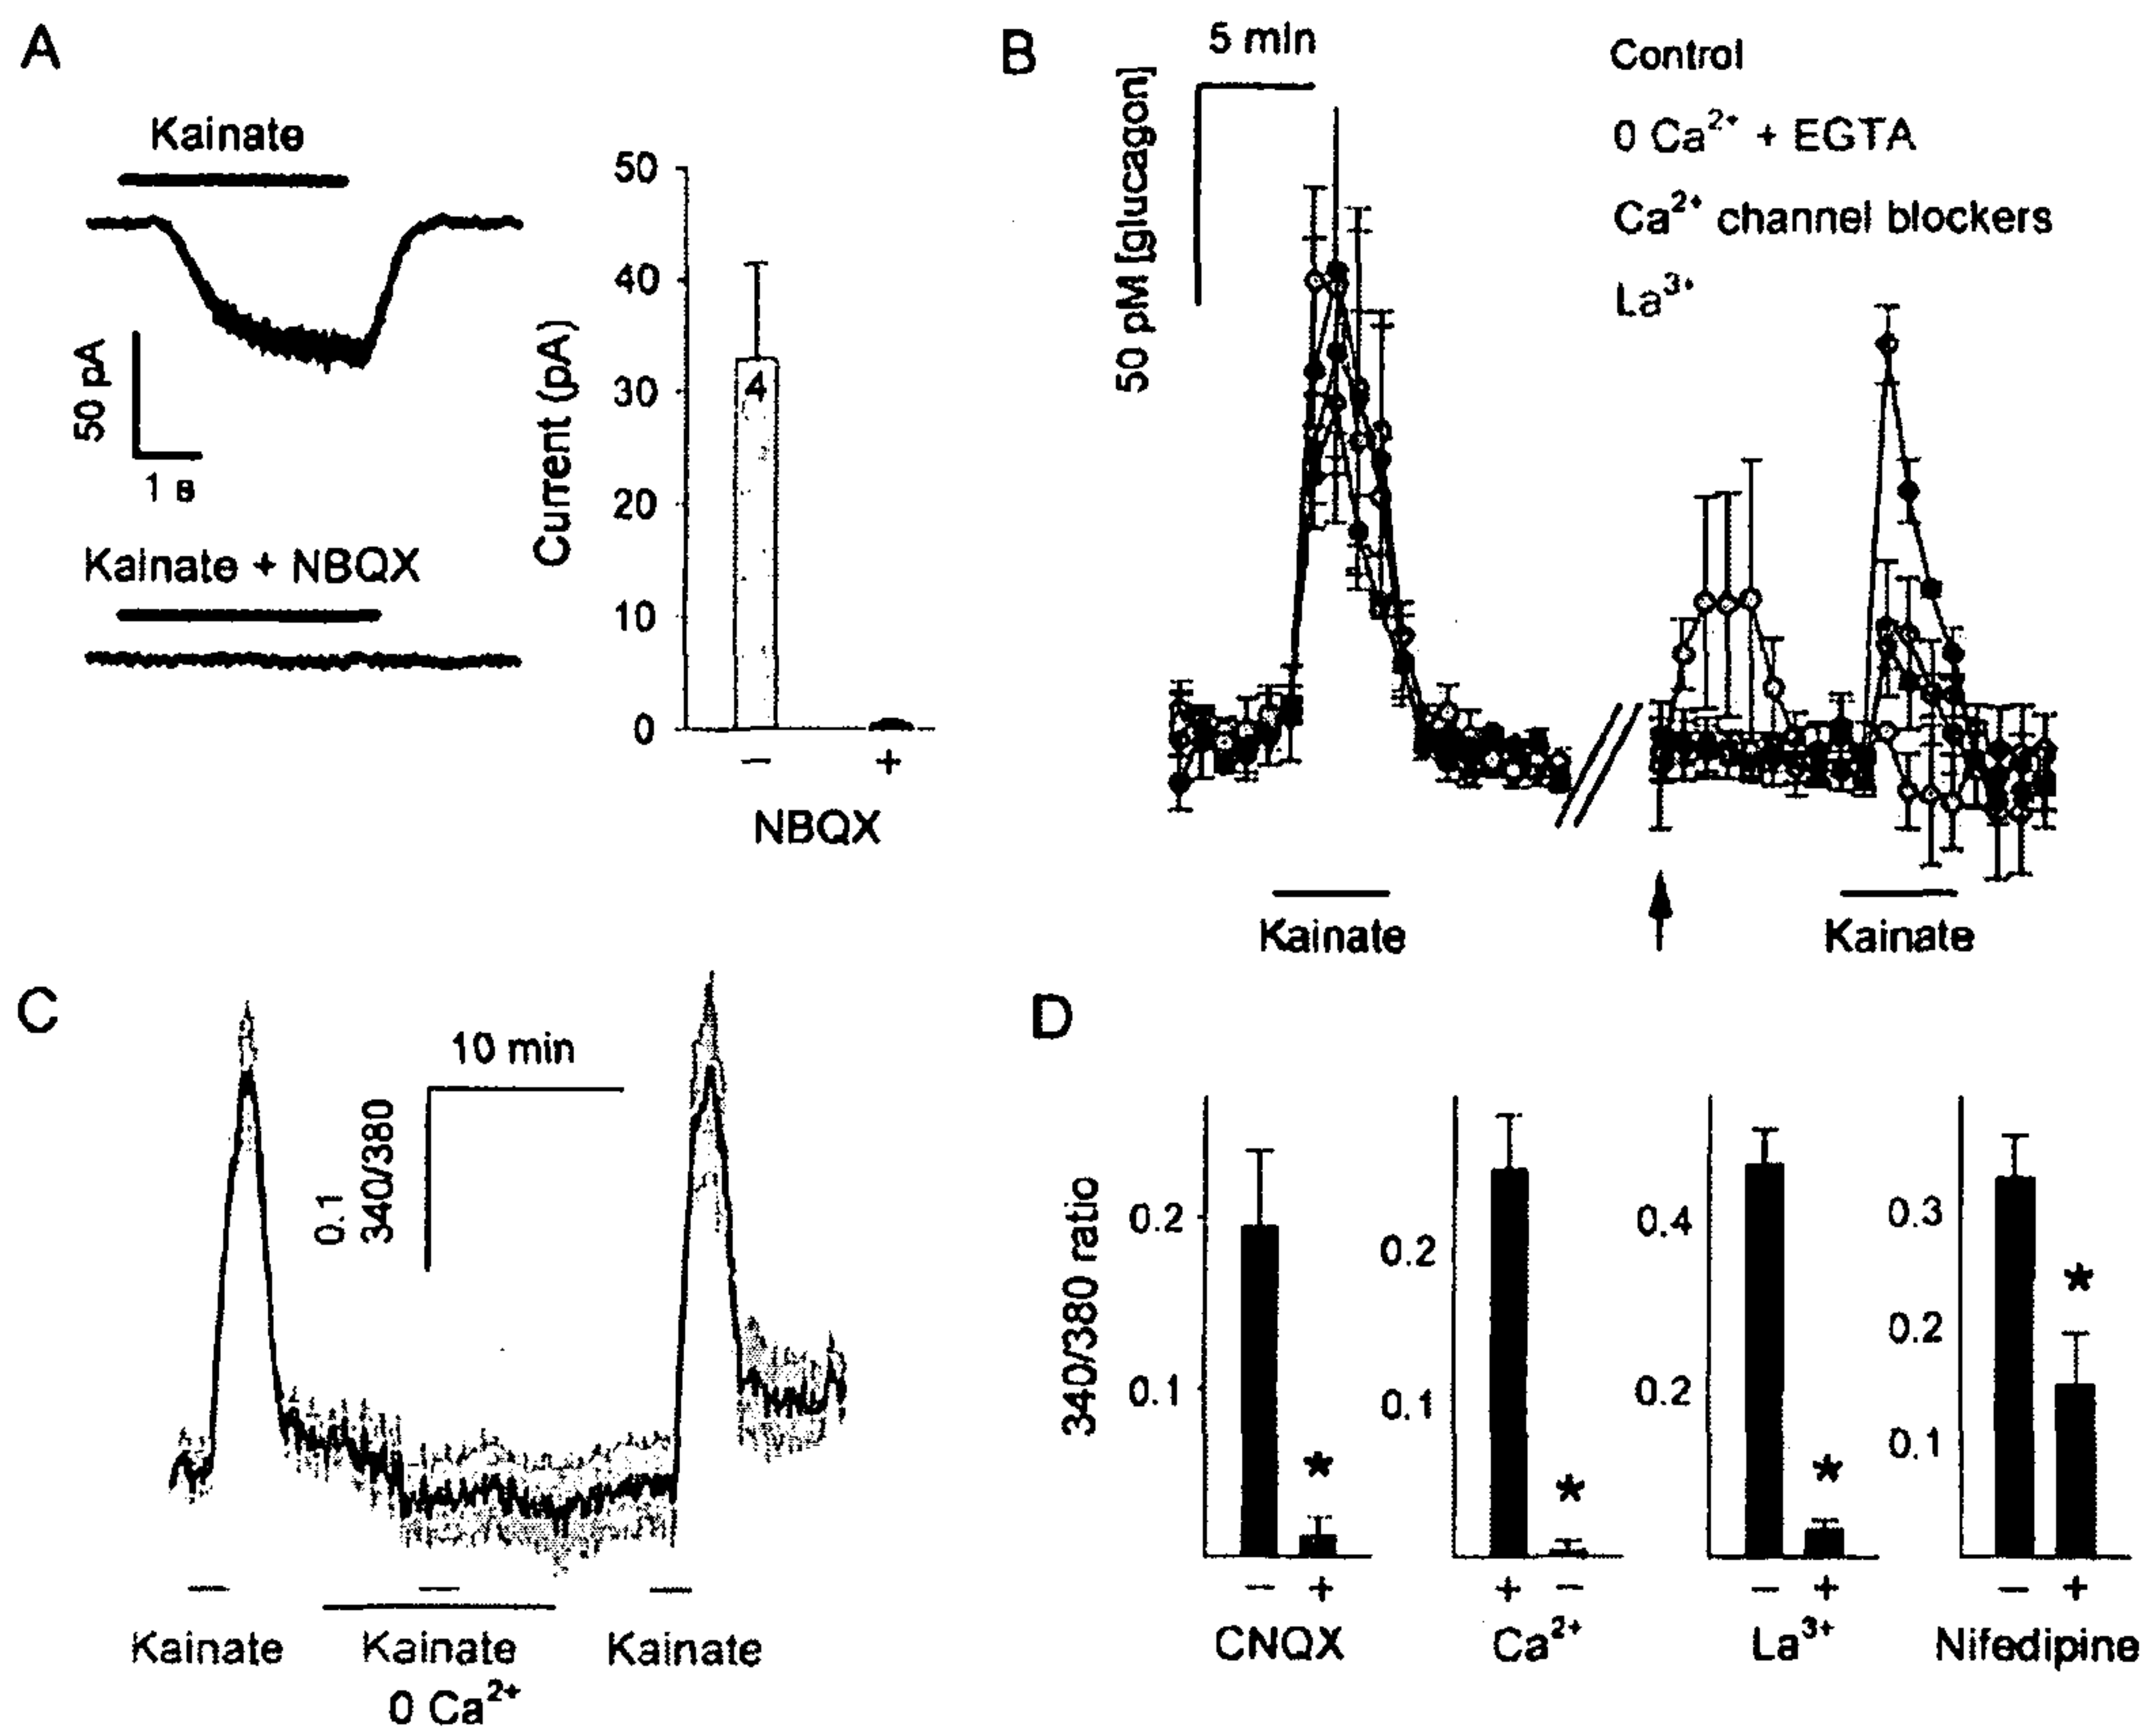 A
Kainate
50 pA
1 s
Kainate + NBQX
50
40
30
20
10
0
Current (pA)
4
− +
NBQX
B
5 min
50 pM [glucagon]
Control
0 Ca²⁺ + EGTA
Ca²⁺ channel blockers
La³⁺
Kainate
Kainate
C
10 min
0.1
340/380
Kainate
Kainate
Kainate
0 Ca²⁺
D
340/380 ratio
0.2
0.1
*
− +
CNQX
0.2
0.1
*
+ −
Ca²⁺
0.4
0.2
*
− +
La³⁺
0.3
0.2
0.1
*
− +
Nifedipine